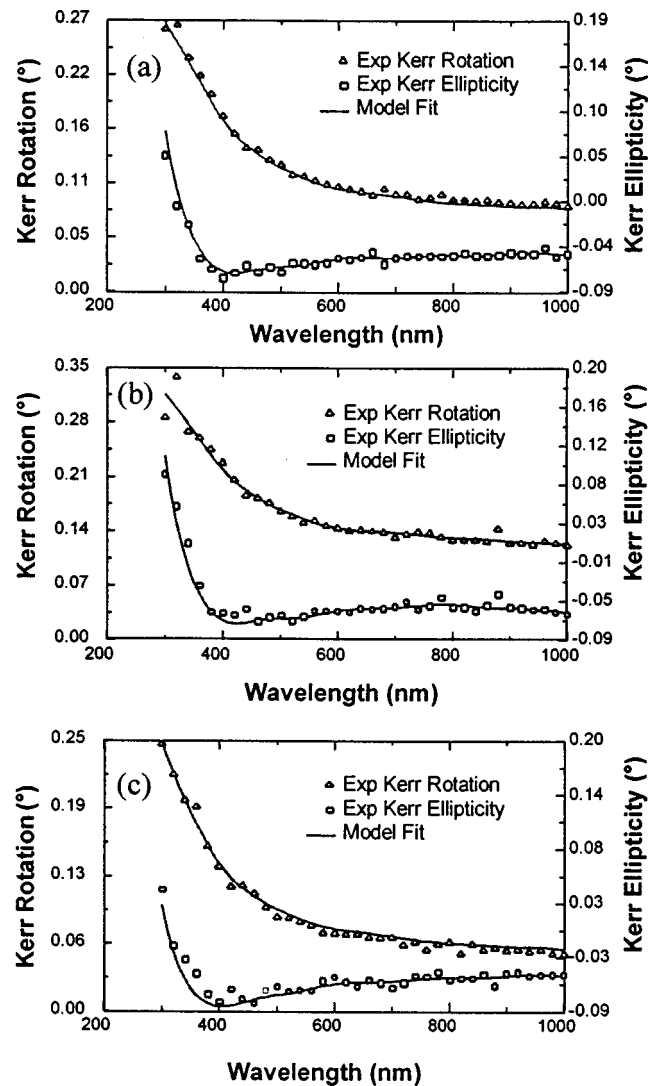 0.27
0.22
0.16
0.11
0.05
0.00
Kerr Rotation (°)
(a)
Exp Kerr Rotation
Exp Kerr Ellipticity
Model Fit
0.19
0.14
0.10
0.05
0.00
-0.04
-0.09
Kerr Ellipticity (°)
200
400
600
800
1000
Wavelength (nm)
0.35
0.28
0.21
0.14
0.07
0.00
Kerr Rotation (°)
(b)
Exp Kerr Rotation
Exp Kerr Ellipticity
Model Fit
0.20
0.16
0.12
0.07
0.03
-0.01
-0.05
-0.09
Kerr Ellipticity (°)
200
400
600
800
1000
Wavelength (nm)
0.25
0.19
0.13
0.06
0.00
Kerr Rotation (°)
(c)
Exp Kerr Rotation
Exp Kerr Ellipticity
Model Fit
0.20
0.14
0.09
0.03
-0.03
-0.09
Kerr Ellipticity (°)
200
400
600
800
1000
Wavelength (nm)